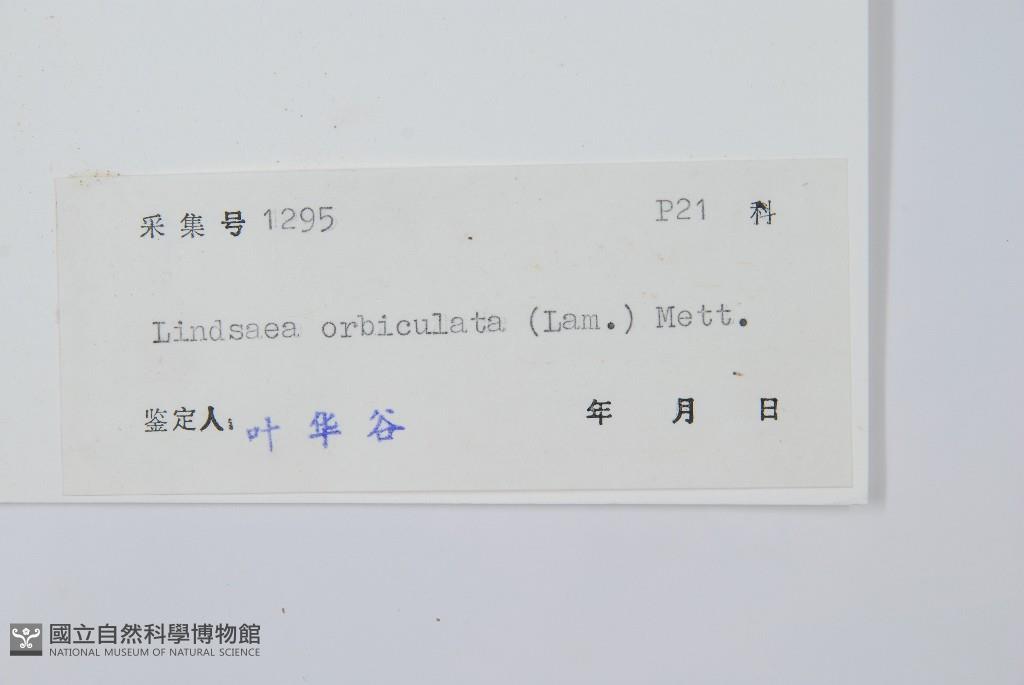 采集号 1295 P21 科
Lindsaea orbiculata (Lam.) Mett.
鉴定人: 叶华谷 年 月 日
國立自然科學博物館
NATIONAL MUSEUM OF NATURAL SCIENCE